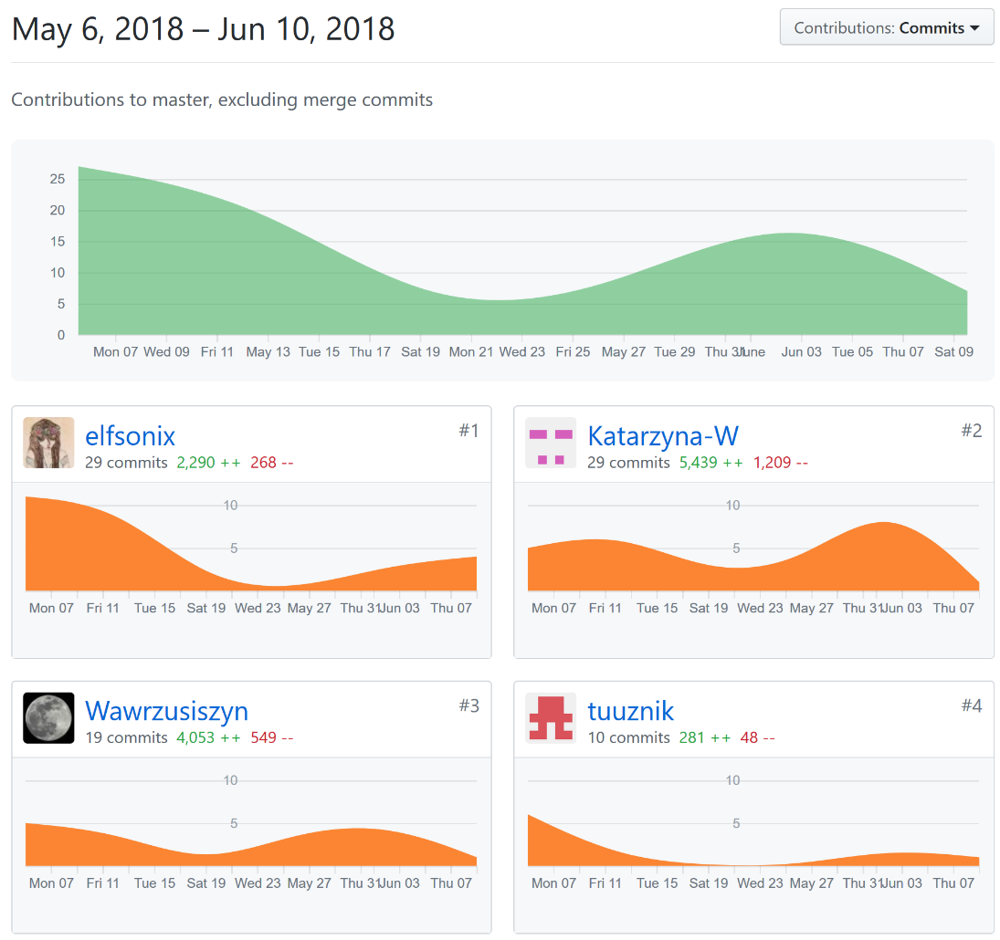 May 6, 2018 – Jun 10, 2018
Contributions: Commits
Contributions to master, excluding merge commits
25
20
15
10
5
0
Mon 07 Wed 09 Fri 11 May 13 Tue 15 Thu 17 Sat 19 Mon 21 Wed 23 Fri 25 May 27 Tue 29 Thu 31 June Jun 03 Tue 05 Thu 07 Sat 09
elfsonix
#1
29 commits 2,290 ++ 268 --
10
5
Mon 07 Fri 11 Tue 15 Sat 19 Wed 23 May 27 Thu 31 Jun 03 Thu 07
Katarzyna-W
#2
29 commits 5,439 ++ 1,209 --
10
5
Mon 07 Fri 11 Tue 15 Sat 19 Wed 23 May 27 Thu 31 Jun 03 Thu 07
Wawrzusiszyn
#3
19 commits 4,053 ++ 549 --
10
5
Mon 07 Fri 11 Tue 15 Sat 19 Wed 23 May 27 Thu 31 Jun 03 Thu 07
tuuznik
#4
10 commits 281 ++ 48 --
10
5
Mon 07 Fri 11 Tue 15 Sat 19 Wed 23 May 27 Thu 31 Jun 03 Thu 07